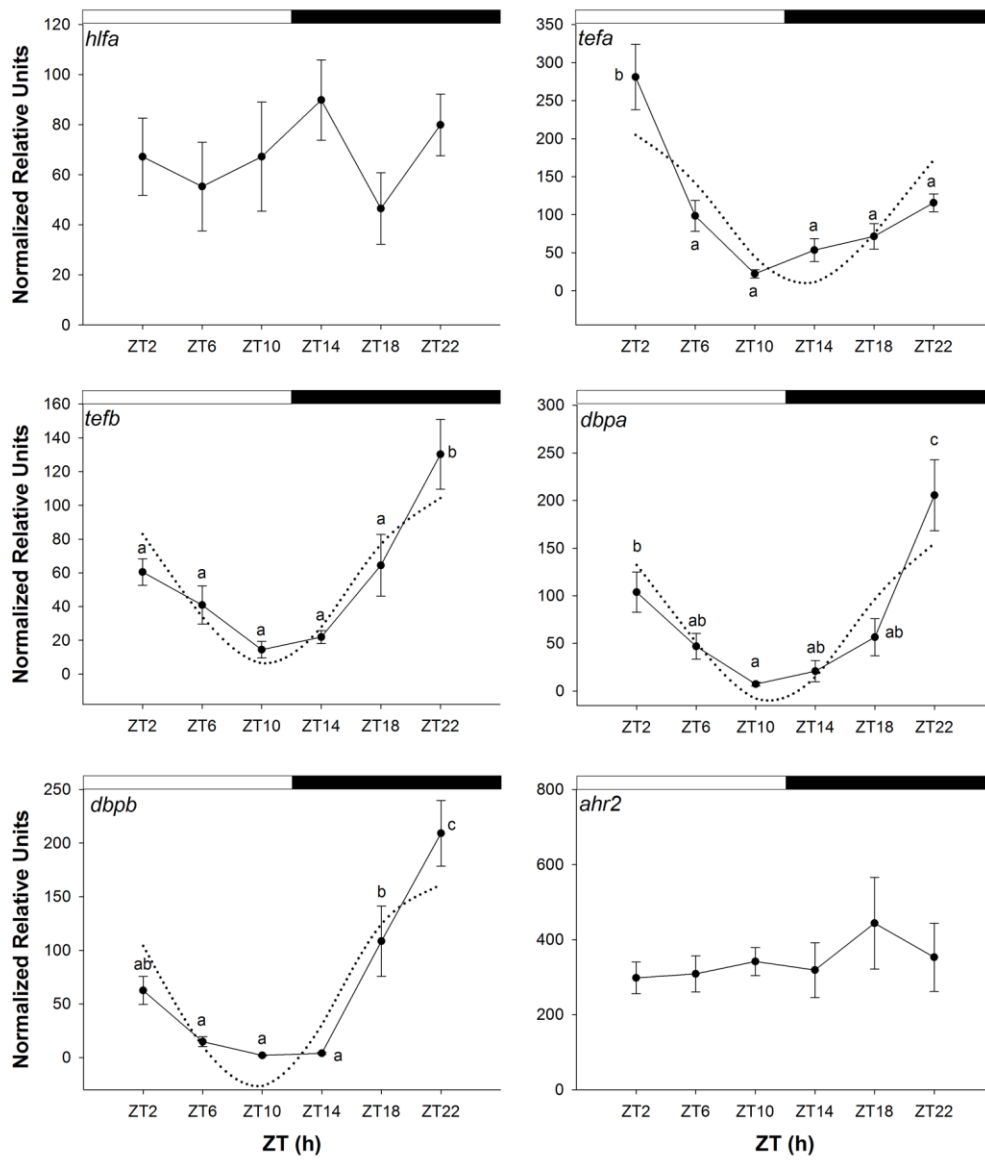 hlfa
Normalized Relative Units
120
100
80
60
40
20
0
ZT2 ZT6 ZT10 ZT14 ZT18 ZT22
tefa
350
300
250
200
150
100
50
0
b
a
a
a
a
a
ZT2 ZT6 ZT10 ZT14 ZT18 ZT22
tefb
Normalized Relative Units
160
140
120
100
80
60
40
20
0
a
a
a
a
a
b
ZT2 ZT6 ZT10 ZT14 ZT18 ZT22
dbpa
300
250
200
150
100
50
0
b
ab
a
ab
ab
c
ZT2 ZT6 ZT10 ZT14 ZT18 ZT22
dbpb
Normalized Relative Units
250
200
150
100
50
0
ab
a
a
a
b
c
ZT2 ZT6 ZT10 ZT14 ZT18 ZT22
ZT (h)
ahr2
800
600
400
200
0
ZT2 ZT6 ZT10 ZT14 ZT18 ZT22
ZT (h)